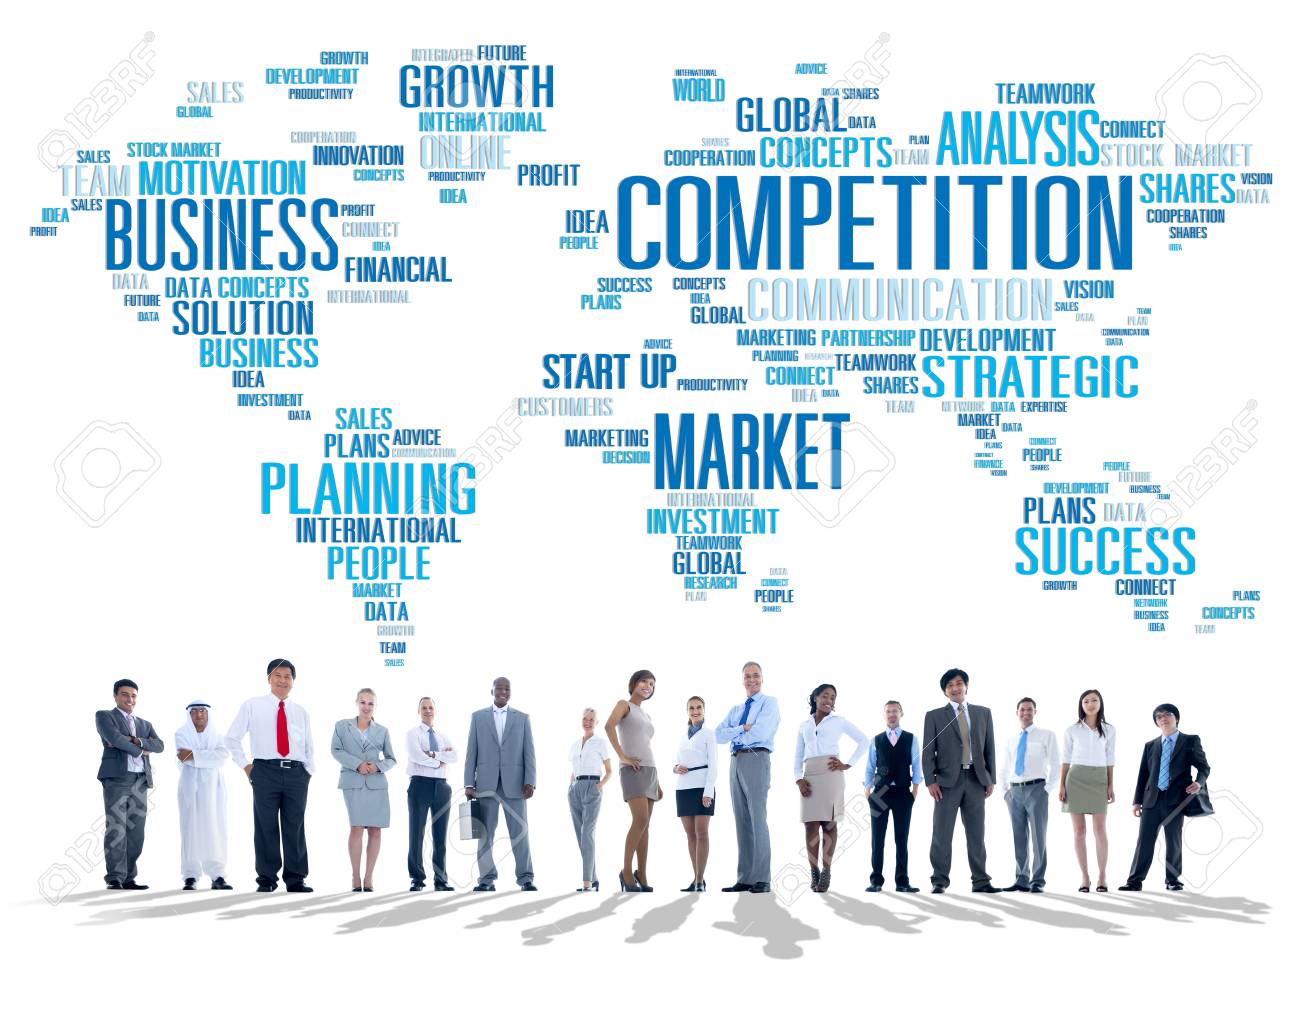 GROWTH
DEVELOPMENT
PRODUCTIVITY
SALES
GLOBAL
INTEGRATED FUTURE
GROWTH
INTERNATIONAL
ONLINE
PRODUCTIVITY
IDEA
PROFIT
COOPERATION
INNOVATION
CONCEPTS
STOCK MARKET
SALES
TEAM MOTIVATION
SALES
IDEA
PROFIT
BUSINESS
PROFIT
CONNECT
IDEA
FINANCIAL
INTERNATIONAL
DATA
FUTURE
DATA
DATA CONCEPTS
SOLUTION
BUSINESS
IDEA
INVESTMENT
DATA
SALES
PLANS ADVICE
COMMUNICATION
PLANNING
INTERNATIONAL
PEOPLE
MARKET
DATA
GROWTH
TEAM
SALES
INTERNATIONAL
WORLD
ADVICE
DATA SHARES
GLOBAL DATA
SHARES
COOPERATION CONCEPTS
PLAN
TEAM
TEAMWORK
ANALYSIS CONNECT
STOCK MARKET
SHARES VISION
DATA
COOPERATION
SHARES
IDEA
IDEA
PEOPLE
COMPETITION
SUCCESS
PLANS
CONCEPTS
IDEA
GLOBAL
COMMUNICATION VISION
SALES
DATA
TEAM
PLAN
COMMUNICATION
DATA
MARKETING PARTNERSHIP DEVELOPMENT
ADVICE
PLANNING RESEARCH TEAMWORK
START UP PRODUCTIVITY
CONNECT
IDEA DATA
SHARES
TEAM
STRATEGIC
CUSTOMERS
NETWORK DATA EXPERTISE
MARKET DATA
IDEA
PLANS
CONTRACT
FINANCE
VISION
CONNECT
PEOPLE
SHARES
MARKETING
DECISION
MARKET
INTERNATIONAL
INVESTMENT
TEAMWORK
GLOBAL
RESEARCH
PLAN
DATA
CONNECT
PEOPLE
SHARES
PEOPLE
FUTURE
DEVELOPMENT BUSINESS
TEAM
PLANS DATA
SUCCESS
GROWTH CONNECT
NETWORK
BUSINESS
IDEA
PLANS
CONCEPTS
TEAM
© 123RF